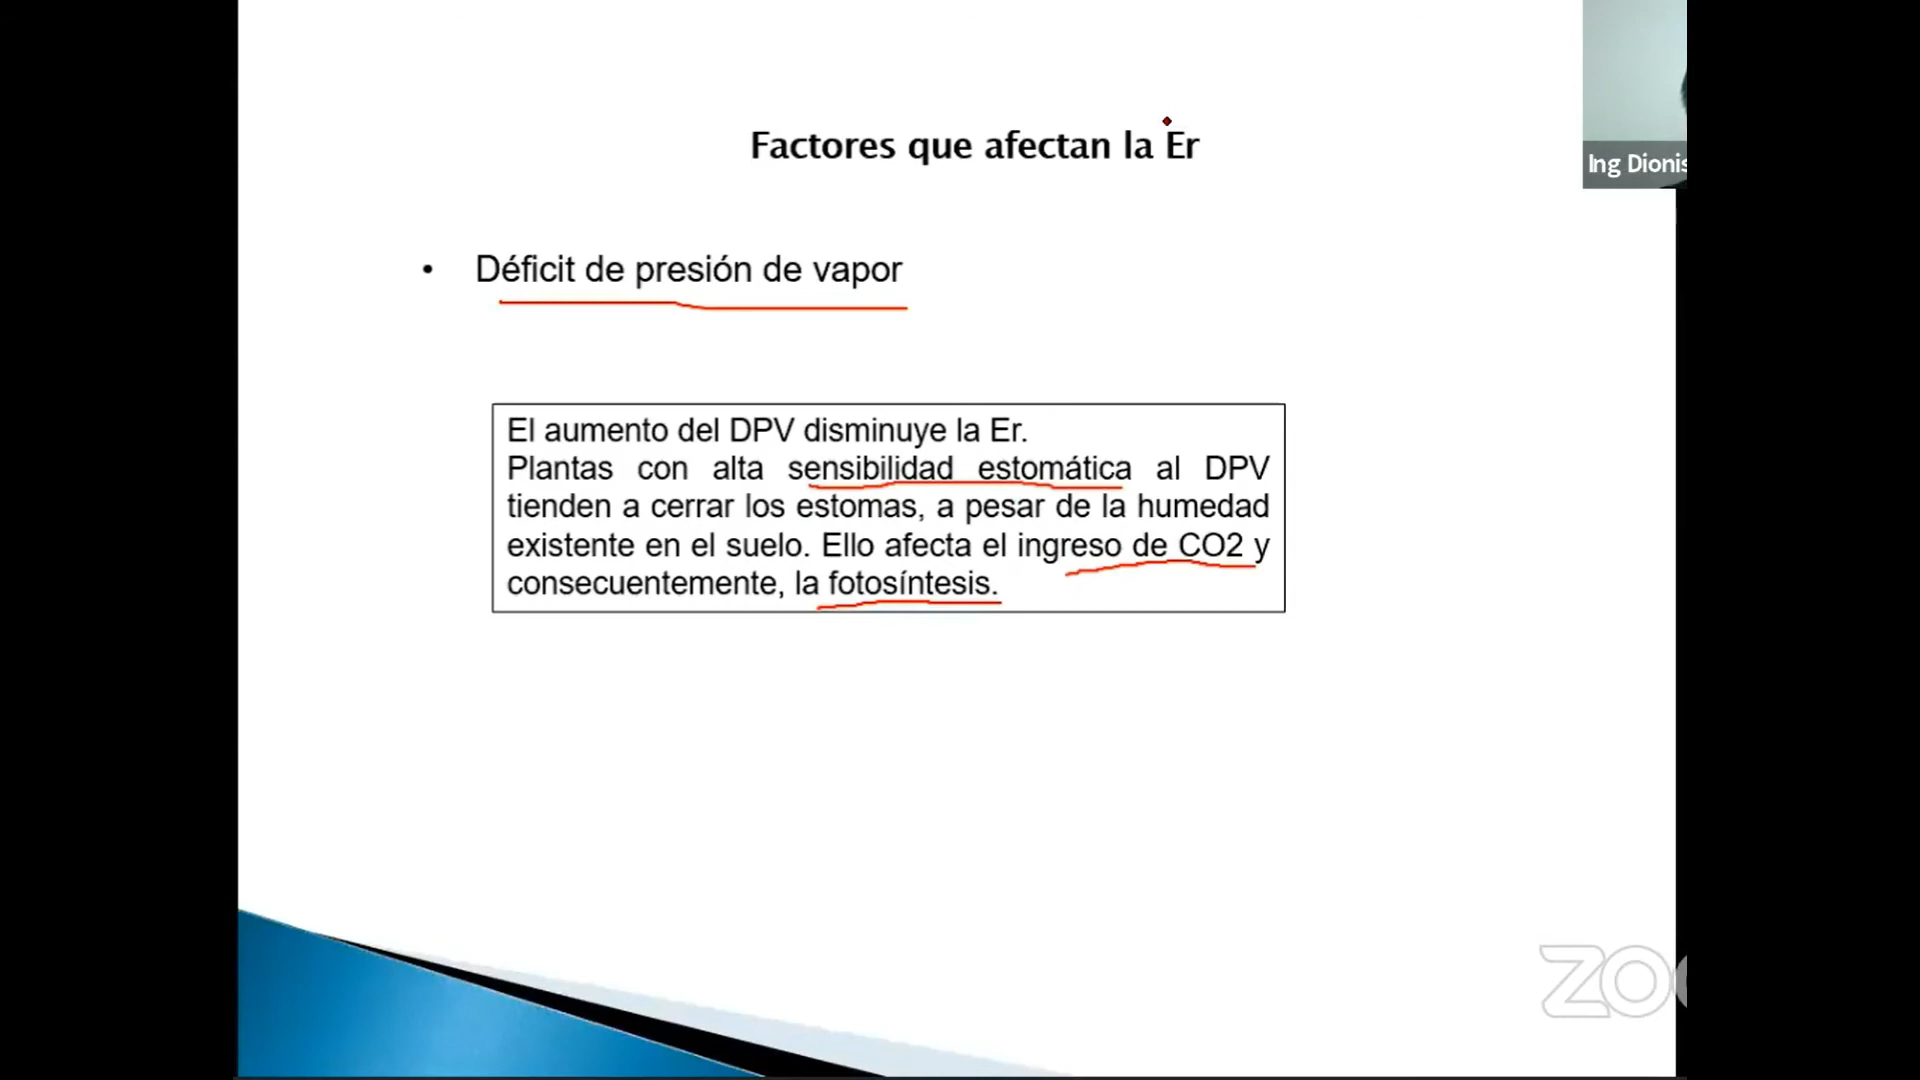 Factores que afectan la Er
Ing Dionis
• Déficit de presión de vapor
El aumento del DPV disminuye la Er.
Plantas con alta sensibilidad estomática al DPV
tienden a cerrar los estomas, a pesar de la humedad
existente en el suelo. Ello afecta el ingreso de CO2 y
consecuentemente, la fotosíntesis.
ZO